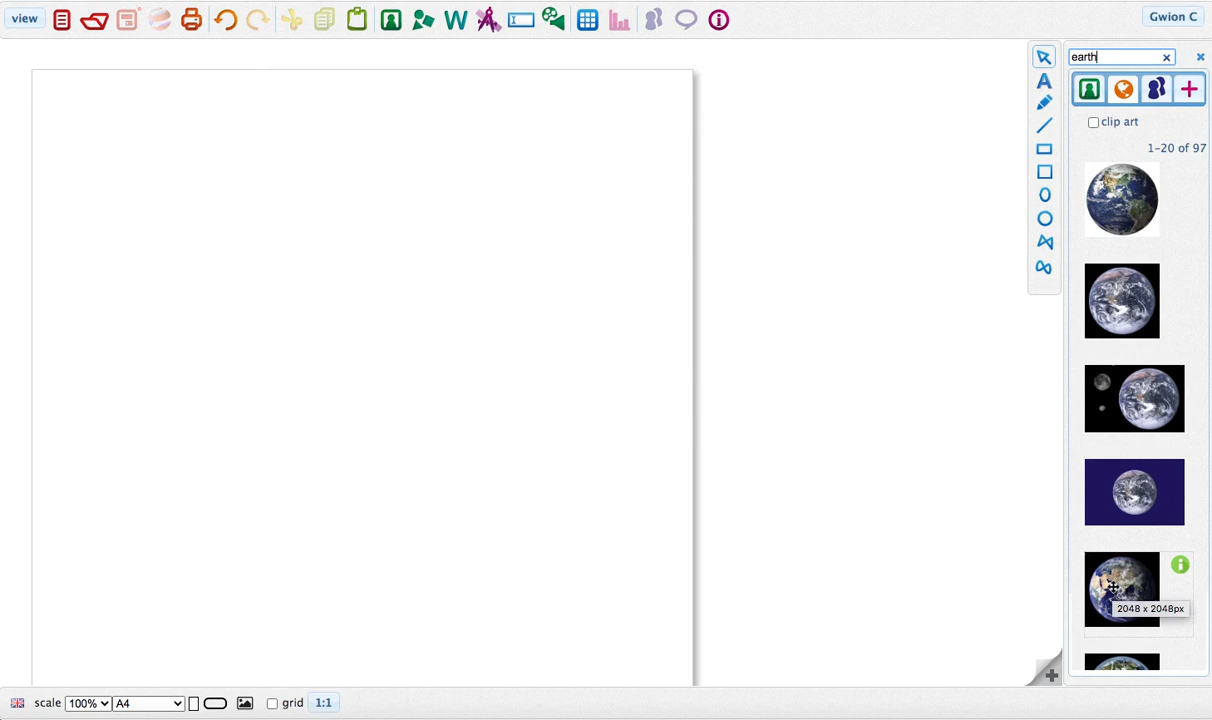 view
W
Gwion C
earth
A
clip art
1-20 of 97
2048 x 2048px
scale 100% A4 grid 1:1